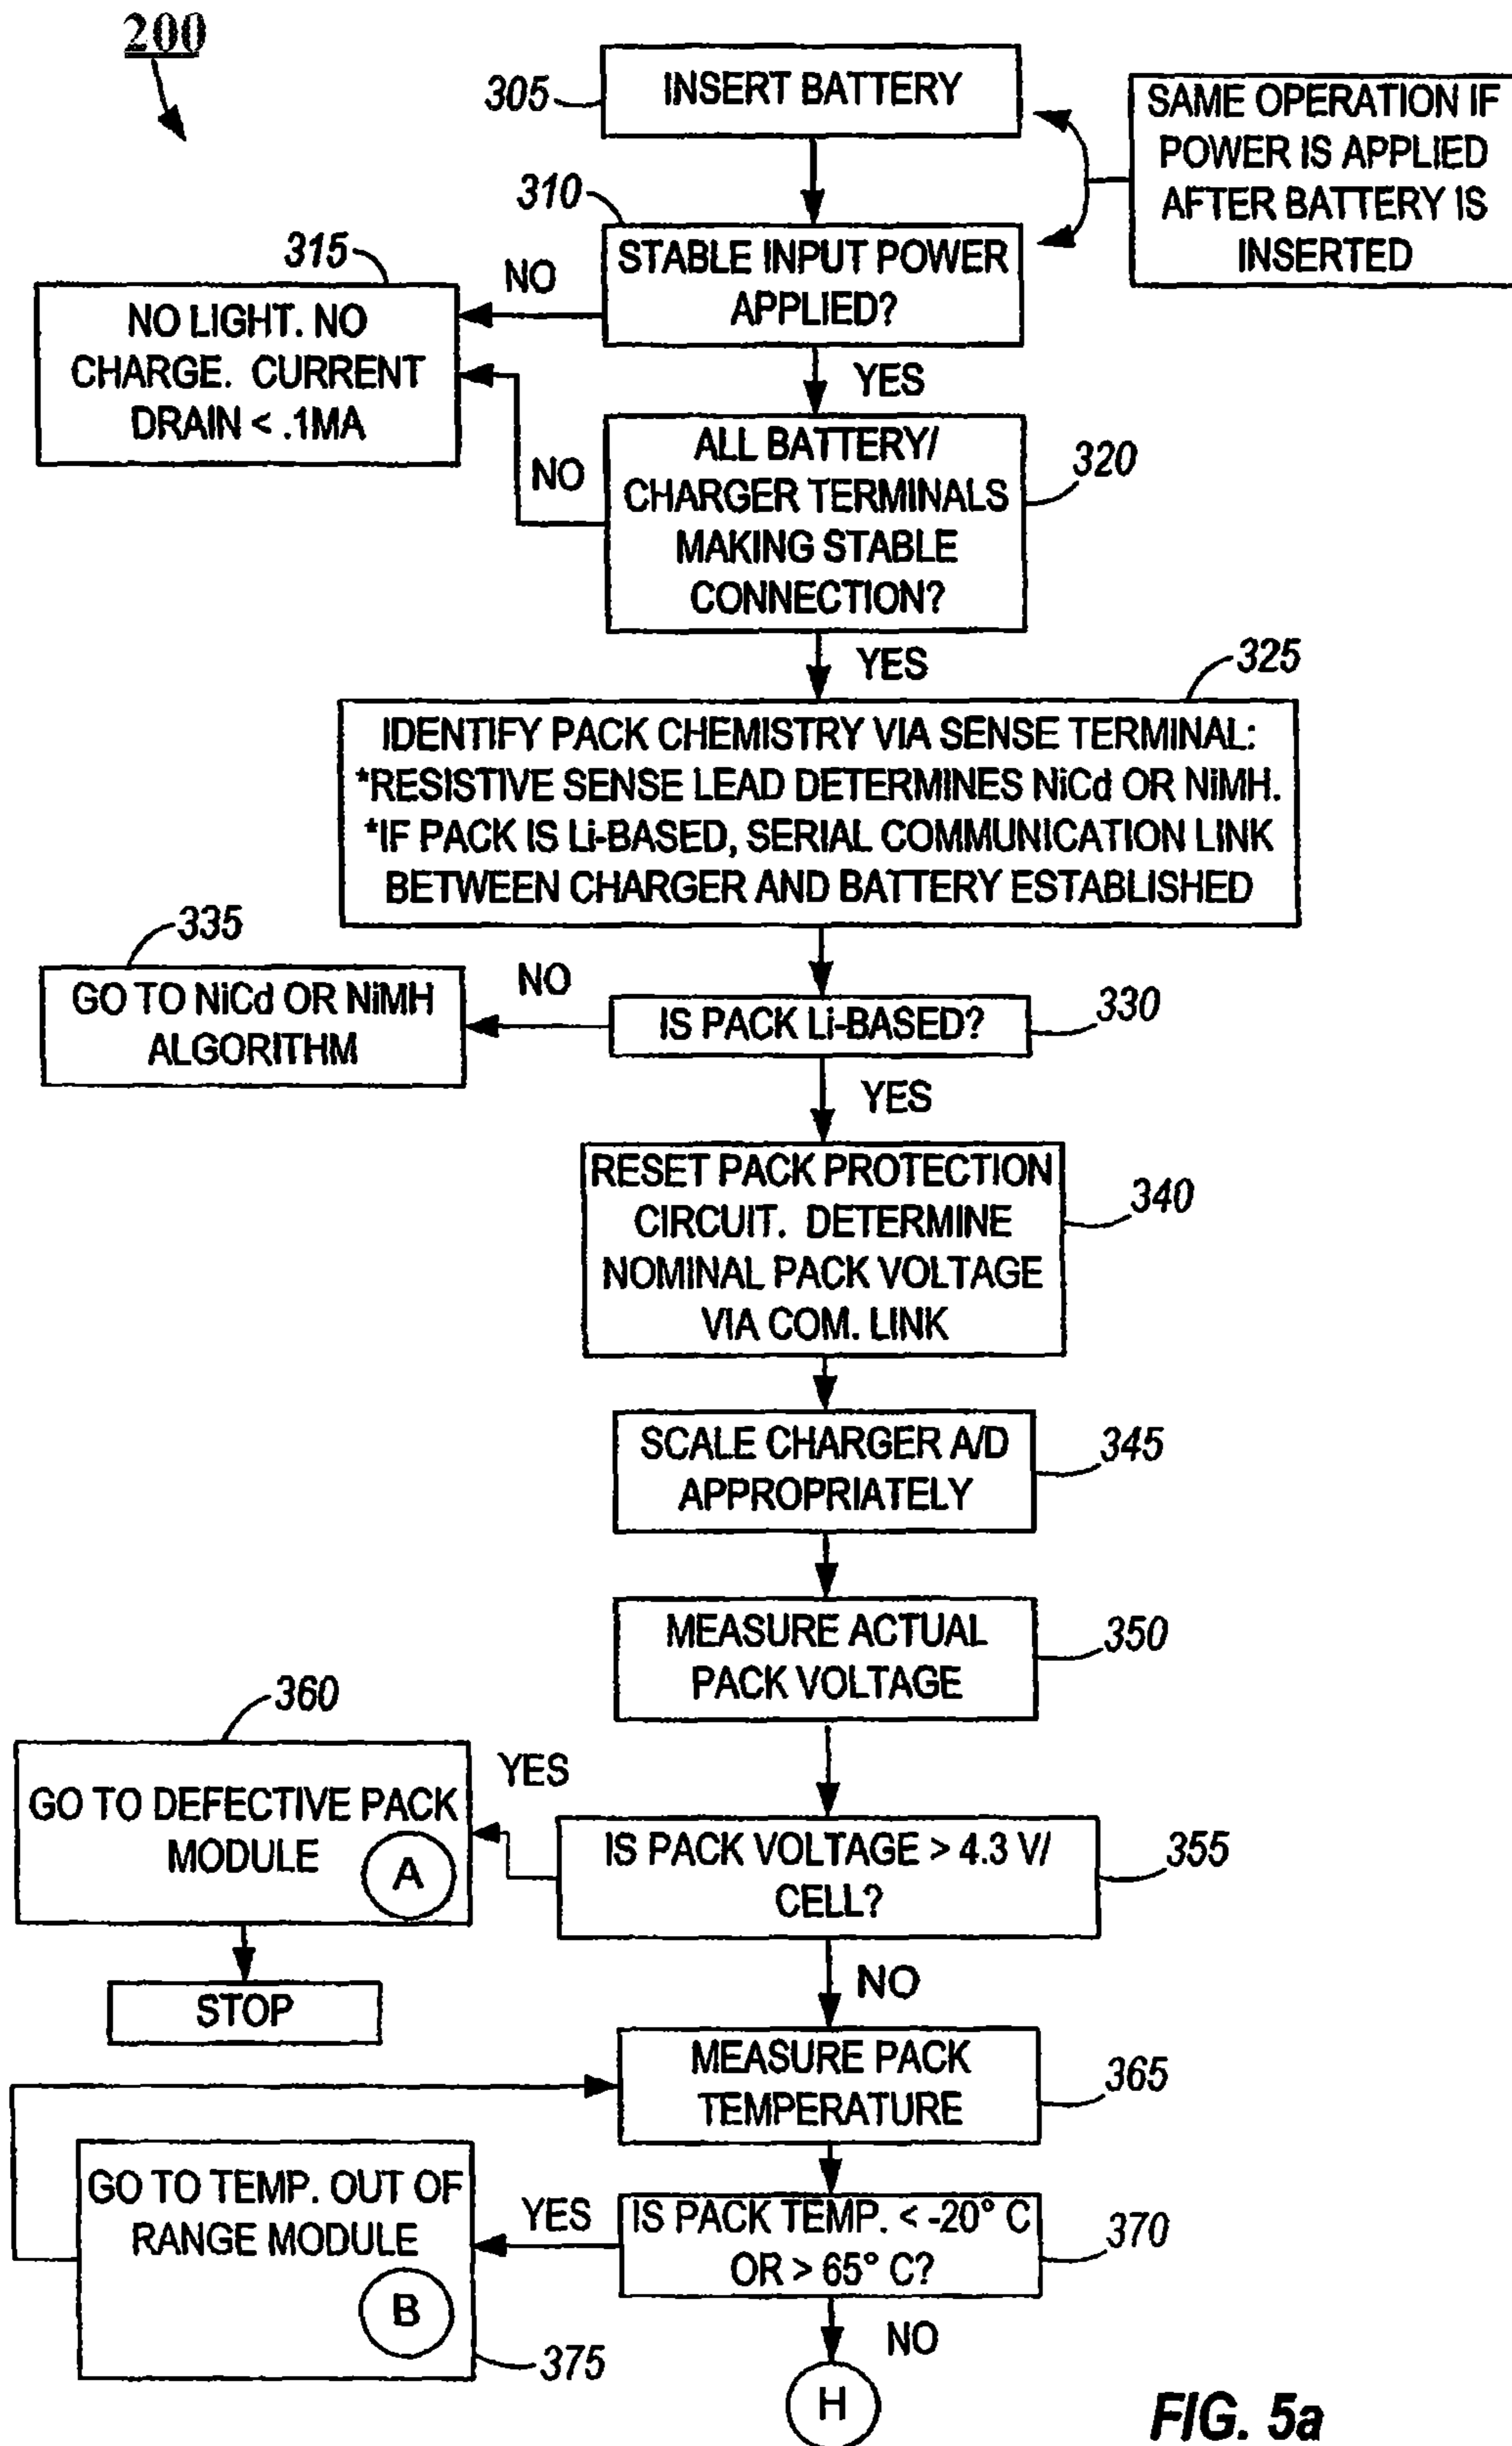 200
INSERT BATTERY
305
SAME OPERATION IF
POWER IS APPLIED
AFTER BATTERY IS
INSERTED
310
STABLE INPUT POWER
APPLIED?
NO
315
NO LIGHT. NO
CHARGE. CURRENT
DRAIN < .1MA
YES
ALL BATTERY/
CHARGER TERMINALS
MAKING STABLE
CONNECTION?
320
NO
YES
325
IDENTIFY PACK CHEMISTRY VIA SENSE TERMINAL:
*RESISTIVE SENSE LEAD DETERMINES NiCd OR NiMH.
*IF PACK IS Li-BASED, SERIAL COMMUNICATION LINK
BETWEEN CHARGER AND BATTERY ESTABLISHED
335
GO TO NiCd OR NiMH
ALGORITHM
NO
IS PACK Li-BASED?
330
YES
RESET PACK PROTECTION
CIRCUIT. DETERMINE
NOMINAL PACK VOLTAGE
VIA COM. LINK
340
SCALE CHARGER A/D
APPROPRIATELY
345
MEASURE ACTUAL
PACK VOLTAGE
350
360
GO TO DEFECTIVE PACK
MODULE
A
YES
IS PACK VOLTAGE > 4.3 V/
CELL?
355
STOP
NO
MEASURE PACK
TEMPERATURE
365
GO TO TEMP. OUT OF
RANGE MODULE
B
375
YES
IS PACK TEMP. < -20° C
OR > 65° C?
370
NO
H
FIG. 5a